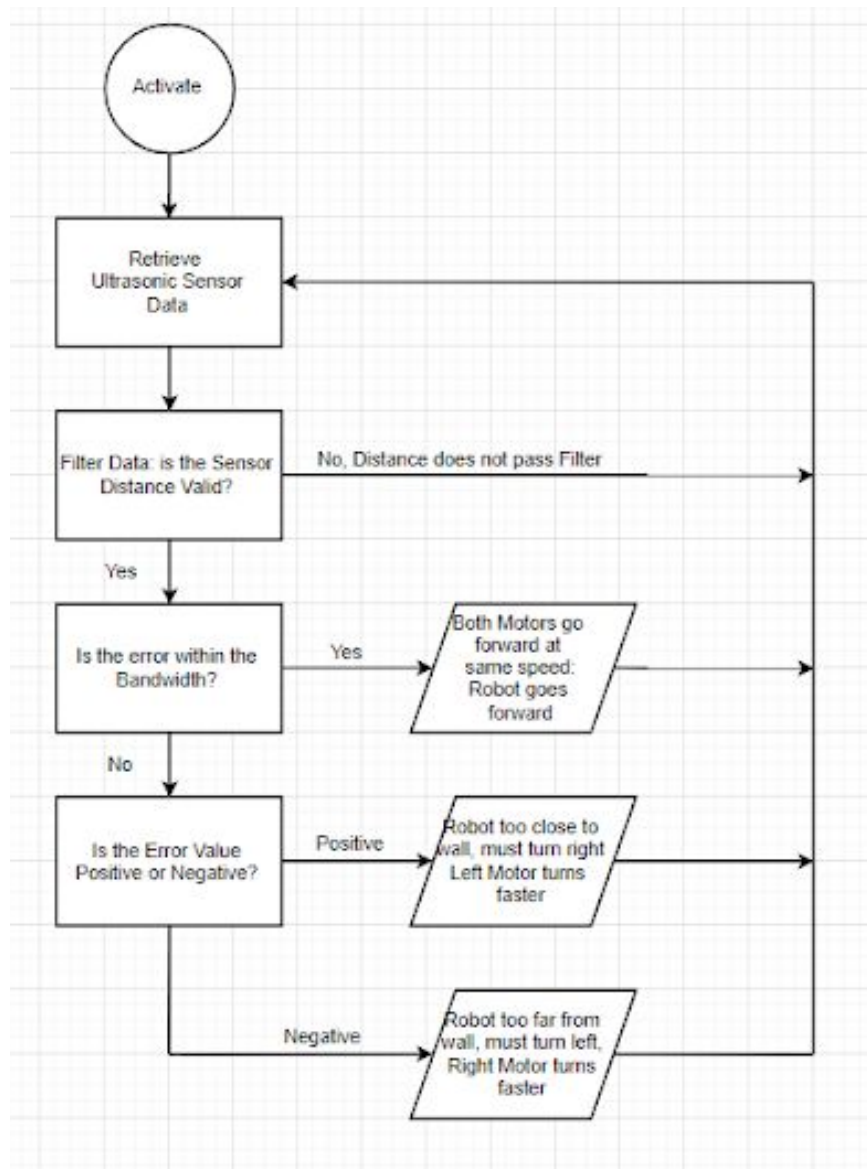 Activate
Retrieve
Ultrasonic Sensor
Data
Filter Data: is the Sensor
Distance Valid?
No, Distance does not pass Filter
Yes
Is the error within the
Bandwidth?
Yes
Both Motors go
forward at
same speed:
Robot goes
forward
No
Is the Error Value
Positive or Negative?
Positive
Robot too close to
wall, must turn right
Left Motor turns
faster
Negative
Robot too far from
wall, must turn left,
Right Motor turns
faster